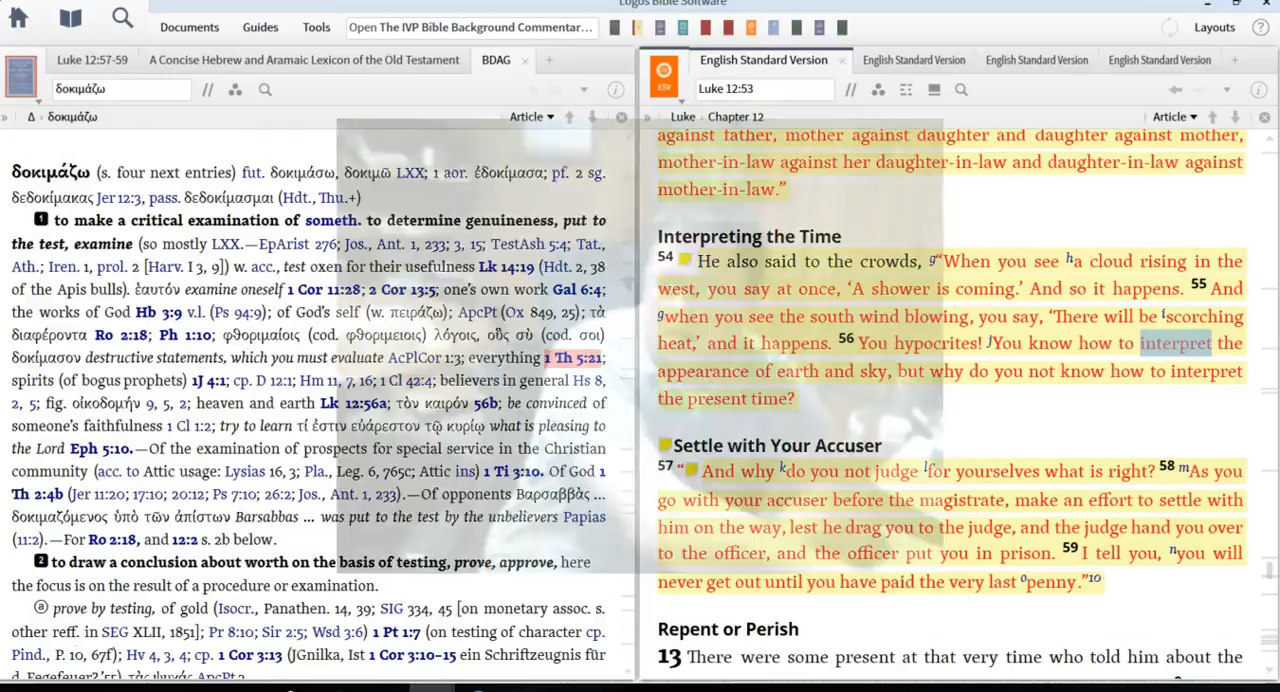 Logos Bible Software
Documents Guides Tools Open The IVP Bible Background Commentar... Layouts
Luke 12:57-59 A Concise Hebrew and Aramaic Lexicon of the Old Testament BDAG
δοκιμάζω
Δ › δοκιμάζω Article
δοκιμάζω (s. four next entries) fut. δοκιμάσω, δοκιμῶ LXX; 1 aor. ἐδοκίμασα; pf. 2 sg.
δεδοκίμακας Jer 12:3, pass. δεδοκίμασμαι (Hdt., Thu.+)
1 to make a critical examination of someth. to determine genuineness, put to
the test, examine (so mostly LXX.—EpArist 276; Jos., Ant. 1, 233; 3, 15; TestAsh 5:4; Tat.,
Ath.; Iren. 1, prol. 2 [Harv. I 3, 9]) w. acc., test oxen for their usefulness Lk 14:19 (Hdt. 2, 38
of the Apis bulls). ἑαυτόν examine oneself 1 Cor 11:28; 2 Cor 13:5; one's own work Gal 6:4;
the works of God Hb 3:9 v.l. (Ps 94:9); of God's self (w. πειράζω); ApcPt (Ox 849, 25); τὰ
διαφέροντα Ro 2:18; Ph 1:10; φθοριμαίοις (cod. φθοριμειοις) λόγοις, οὓς σὺ (cod. σοι)
δοκίμασον destructive statements, which you must evaluate AcPlCor 1:3; everything 1 Th 5:21;
spirits (of bogus prophets) 1J 4:1; cp. D 12:1; Hm 11, 7, 16; 1 Cl 42:4; believers in general Hs 8,
2, 5; fig. οἰκοδομήν 9, 5, 2; heaven and earth Lk 12:56a; τὸν καιρόν 56b; be convinced of
someone's faithfulness 1 Cl 1:2; try to learn τί ἐστιν εὐάρεστον τῷ κυρίῳ what is pleasing to
the Lord Eph 5:10.—Of the examination of prospects for special service in the Christian
community (acc. to Attic usage: Lysias 16, 3; Pla., Leg. 6, 765c; Attic ins) 1 Ti 3:10. Of God 1
Th 2:4b (Jer 11:20; 17:10; 20:12; Ps 7:10; 26:2; Jos., Ant. 1, 233).—Of opponents Βαρσαββᾶς ...
δοκιμαζόμενος ὑπὸ τῶν ἀπίστων Barsabbas ... was put to the test by the unbelievers Papias
(11:2).—For Ro 2:18, and 12:2 s. 2b below.
2 to draw a conclusion about worth on the basis of testing, prove, approve, here
the focus is on the result of a procedure or examination.
ⓐ prove by testing, of gold (Isocr., Panathen. 14, 39; SIG 334, 45 [on monetary assoc. s.
other reff. in SEG XLII, 1851]; Pr 8:10; Sir 2:5; Wsd 3:6) 1 Pt 1:7 (on testing of character cp.
Pind., P. 10, 67f); Hv 4, 3, 4; cp. 1 Cor 3:13 (JGnilka, Ist 1 Cor 3:10–15 ein Schriftzeugnis für
d. Fegefeuer?
English Standard Version English Standard Version English Standard Version English Standard Version
ESV Luke 12:53
Luke › Chapter 12 Article
against father, mother against daughter and daughter against mother,
mother-in-law against her daughter-in-law and daughter-in-law against
mother-in-law.”
Interpreting the Time
54 He also said to the crowds, g“When you see ha cloud rising in the
west, you say at once, ‘A shower is coming.’ And so it happens. 55 And
gwhen you see the south wind blowing, you say, ‘There will be iscorching
heat,’ and it happens. 56 You hypocrites! jYou know how to interpret the
appearance of earth and sky, but why do you not know how to interpret
the present time?
Settle with Your Accuser
57 “And why kdo you not judge lfor yourselves what is right? 58 mAs you
go with your accuser before the magistrate, make an effort to settle with
him on the way, lest he drag you to the judge, and the judge hand you over
to the officer, and the officer put you in prison. 59 I tell you, nyou will
never get out until you have paid the very last openny.”10
Repent or Perish
13 There were some present at that very time who told him about the